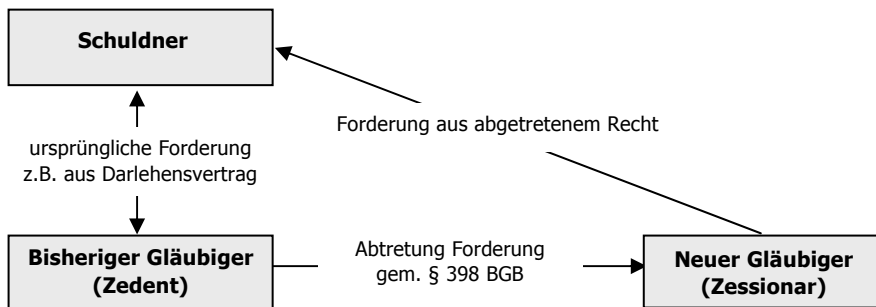 Schuldner
Forderung aus abgetretenem Recht
ursprüngliche Forderung
z.B. aus Darlehensvertrag
Bisheriger Gläubiger
(Zedent)
Abtretung Forderung
gem. § 398 BGB
Neuer Gläubiger
(Zessionar)